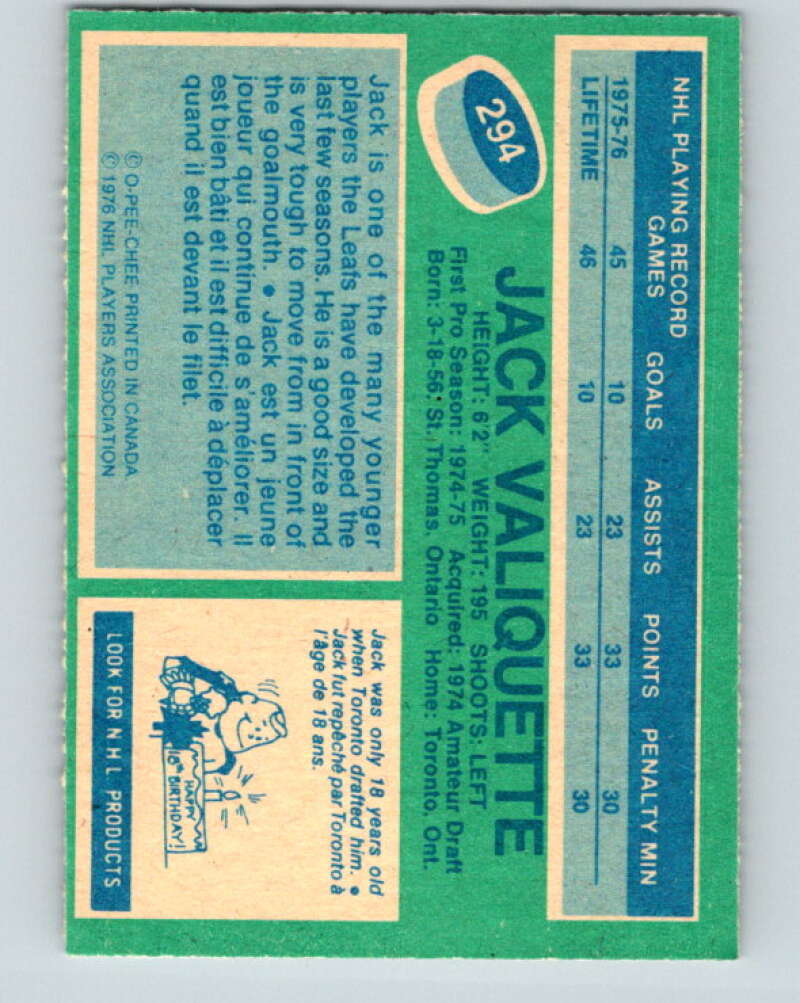 NHL PLAYING RECORD
GAMES GOALS ASSISTS POINTS PENALTY MIN
1975-76 45 10 23 33 30
LIFETIME 46 10 23 33 30
294
JACK VALIQUETTE
HEIGHT: 6'2" WEIGHT: 195 SHOOTS: LEFT
First Pro Season: 1974-75 Acquired: 1974 Amateur Draft
Born: 3-18-56, St. Thomas, Ontario Home: Toronto, Ont.
Jack is one of the many younger
players the Leafs have developed the
last few seasons. He is a good size and
is very tough to move from in front of
the goalmouth. • Jack est un jeune
joueur qui continue de s'améliorer. Il
est bien bâti et il est difficile à déplacer
quand il est devant le filet.
© O-PEE-CHEE PRINTED IN CANADA
© 1976 NHL PLAYERS ASSOCIATION
Jack was only 18 years old
when Toronto drafted him. •
Jack fut repêché par Toronto à
l'âge de 18 ans.
HAPPY
18th BIRTHDAY!
LOOK FOR NHL PRODUCTS